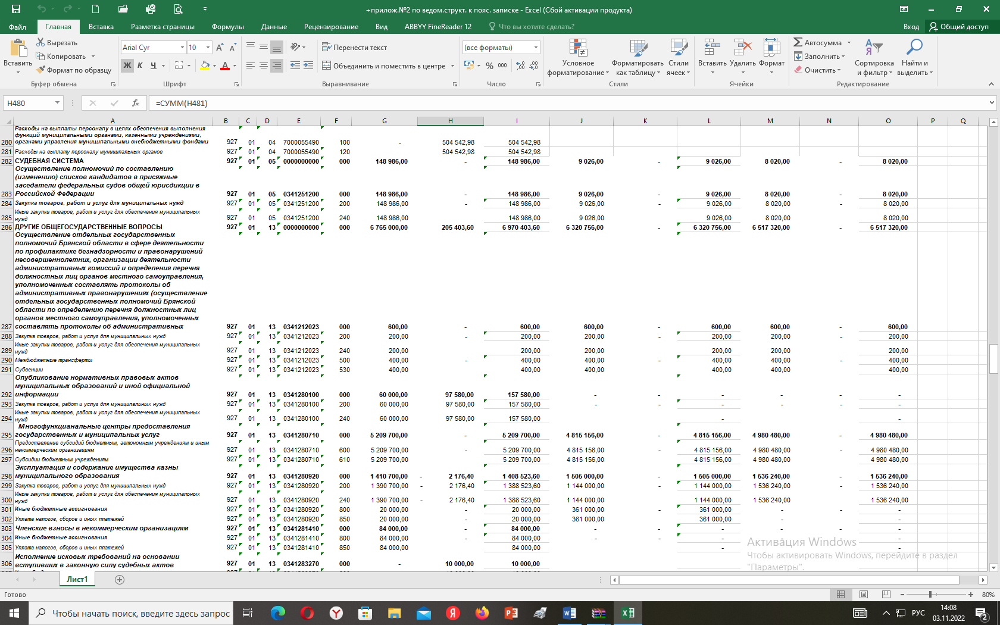 +прилож.№2 по ведом.структ. к пояс. записке - Excel (Сбой активации продукта)
Файл Главная Вставка Разметка страницы Формулы Данные Рецензирование Вид ABBYY FineReader 12 Что вы хотите сделать? Вход Общий доступ
Вставить Вырезать Копировать Формат по образцу
Arial Cyr 10 Ж К Ч
Перенести текст
Объединить и поместить в центре
(все форматы) % 000
Условное форматирование Форматировать как таблицу Стили ячеек
Вставить Удалить Формат
Автосумма Заполнить Очистить
Сортировка и фильтр Найти и выделить
Буфер обмена Шрифт Выравнивание Число Стили Ячейки Редактирование
H480 fx =СУММ(H481)
A B C D E F G H I J K L M N O P Q
Расходы на выплаты персоналу в целях обеспечения выполнения
функций муниципальными органами, казенными учреждениями,
280 органами управления муниципальными внебюджетными фондами 927 01 04 7000055490 100 - 504 542,98 504 542,98
281 Расходы на выплату персоналу муниципальных органов 927 01 04 7000055490 120 504 542,98 504 542,98
282 СУДЕБНАЯ СИСТЕМА 927 01 05 0000000000 000 148 986,00 - 148 986,00 9 026,00 - 9 026,00 8 020,00 - 8 020,00
Осуществление полномочий по составлению
(изменению) списков кандидатов в присяжные
заседатели федеральных судов общей юрисдикции в
283 Российской Федерации 927 01 05 0341251200 000 148 986,00 - 148 986,00 9 026,00 - 9 026,00 8 020,00 - 8 020,00
284 Закупка товаров, работ и услуг для муниципальных нужд 927 01 05 0341251200 200 148 986,00 - 148 986,00 9 026,00 - 9 026,00 8 020,00 - 8 020,00
Иные закупки товаров, работ и услуг для обеспечения муниципальных
285 нужд 927 01 05 0341251200 240 148 986,00 148 986,00 9 026,00 9 026,00 8 020,00 8 020,00
286 ДРУГИЕ ОБЩЕГОСУДАРСТВЕННЫЕ ВОПРОСЫ 927 01 13 0000000000 000 6 765 000,00 205 403,60 6 970 403,60 6 320 756,00 - 6 320 756,00 6 517 320,00 - 6 517 320,00
Осуществление отдельных государственных
полномочий Брянской области в сфере деятельности
по профилактике безнадзорности и правонарушений
несовершеннолетних, организации деятельности
административных комиссий и определения перечня
должностных лиц органов местного самоуправления,
уполномоченных составлять протоколы об
административных правонарушениях (осуществление
отдельных государственных полномочий Брянской
области по определению перечня должностных лиц
органов местного самоуправления, уполномоченных
287 составлять протоколы об административных 927 01 13 0341212023 000 600,00 - 600,00 600,00 - 600,00 600,00 - 600,00
288 Закупка товаров, работ и услуг для муниципальных нужд 927 01 13 0341212023 200 200,00 - 200,00 200,00 - 200,00 200,00 - 200,00
Иные закупки товаров, работ и услуг для обеспечения муниципальных
289 нужд 927 01 13 0341212023 240 200,00 200,00 200,00 200,00 200,00 200,00
290 Межбюджетные трансферты 927 01 13 0341212023 500 400,00 - 400,00 400,00 - 400,00 400,00 - 400,00
291 Субвенции 927 01 13 0341212023 530 400,00 400,00 400,00 400,00 400,00 400,00
Опубликование нормативных правовых актов
муниципальных образований и иной официальной
292 информации 927 01 13 0341280100 000 60 000,00 97 580,00 157 580,00 - - - - - -
293 Закупка товаров, работ и услуг для муниципальных нужд 927 01 13 0341280100 200 60 000,00 97 580,00 157 580,00 - - - - - -
Иные закупки товаров, работ и услуг для обеспечения муниципальных
294 нужд 927 01 13 0341280100 240 60 000,00 97 580,00 157 580,00 - -
Многофункцианальные центры предоставления
295 государственных и муниципальных услуг 927 01 13 0341280710 000 5 209 700,00 - 5 209 700,00 4 815 156,00 - 4 815 156,00 4 980 480,00 - 4 980 480,00
Предоставление субсидий бюджетным, автономным учреждениям и иным
296 некоммерческим организациям 927 01 13 0341280710 600 5 209 700,00 - 5 209 700,00 4 815 156,00 - 4 815 156,00 4 980 480,00 - 4 980 480,00
297 Субсидии бюджетным учреждениям 927 01 13 0341280710 610 5 209 700,00 5 209 700,00 4 815 156,00 4 815 156,00 4 980 480,00 4 980 480,00
Эксплуатация и содержание имущества казны
298 муниципального образования 927 01 13 0341280920 000 1 410 700,00 - 2 176,40 1 408 523,60 1 505 000,00 - 1 505 000,00 1 536 240,00 - 1 536 240,00
299 Закупка товаров, работ и услуг для муниципальных нужд 927 01 13 0341280920 200 1 390 700,00 - 2 176,40 1 388 523,60 1 144 000,00 - 1 144 000,00 1 536 240,00 - 1 536 240,00
Иные закупки товаров, работ и услуг для обеспечения муниципальных
300 нужд 927 01 13 0341280920 240 1 390 700,00 - 2 176,40 1 388 523,60 1 144 000,00 1 144 000,00 1 536 240,00 1 536 240,00
301 Иные бюджетные ассигнования 927 01 13 0341280920 800 20 000,00 - 20 000,00 361 000,00 - 361 000,00 - - -
302 Уплата налогов, сборов и иных платежей 927 01 13 0341280920 850 20 000,00 - 20 000,00 361 000,00 361 000,00 - - -
303 Членские взносы в некоммерческим организациям 927 01 13 0341281410 000 84 000,00 - 84 000,00 - - - - - -
304 Иные бюджетные ассигнования 927 01 13 0341281410 800 84 000,00 - 84 000,00 - - - - - -
305 Уплата налогов, сборов и иных платежей 927 01 13 0341281410 850 84 000,00 84 000,00 - -
Исполнение исковых требований на основании
306 вступивших в законную силу судебных актов 927 01 13 0341283270 000 - 10 000,00 10 000,00
Активация Windows
Чтобы активировать Windows, перейдите в раздел
"Параметры".
Лист1
Готово 80%
Чтобы начать поиск, введите здесь запрос
РУС 14:08
03.11.2022 2